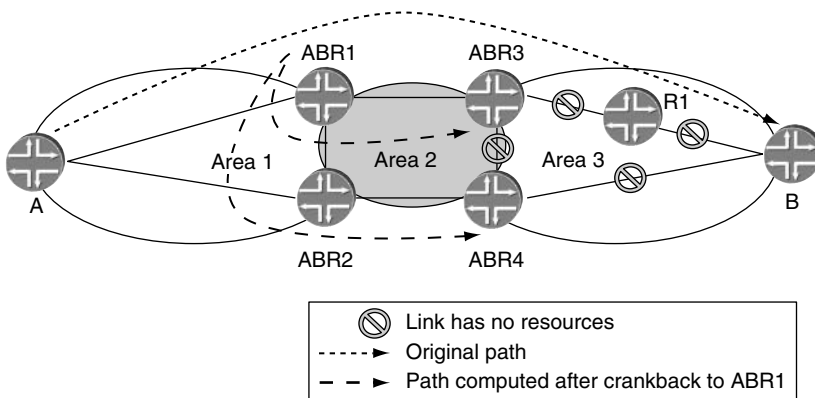 ABR1
ABR3
R1
Area 1
Area 2
Area 3
A
B
ABR2
ABR4
Link has no resources
Original path
Path computed after crankback to ABR1